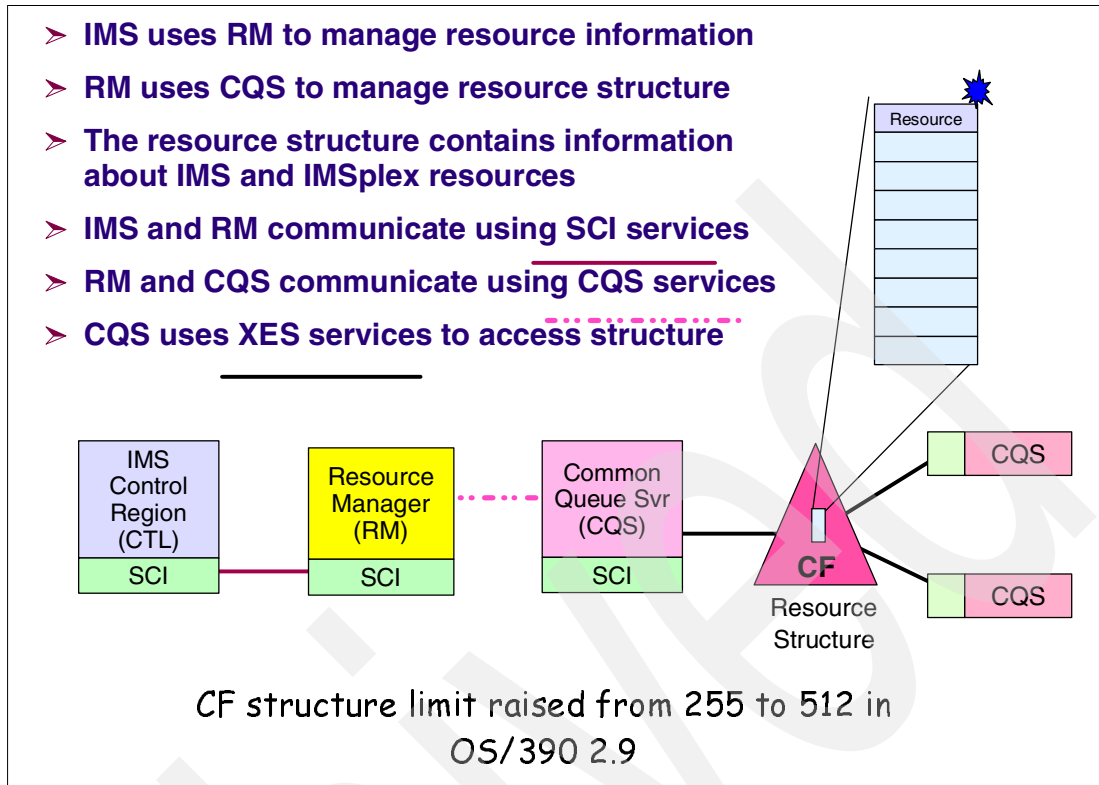 ➢ IMS uses RM to manage resource information
➢ RM uses CQS to manage resource structure
➢ The resource structure contains information
about IMS and IMSplex resources
➢ IMS and RM communicate using SCI services
➢ RM and CQS communicate using CQS services
➢ CQS uses XES services to access structure
Resource
IMS
Control
Region
(CTL)
SCI
Resource
Manager
(RM)
SCI
Common
Queue Svr
(CQS)
SCI
CF
Resource
Structure
CQS
CQS
CF structure limit raised from 255 to 512 in
OS/390 2.9